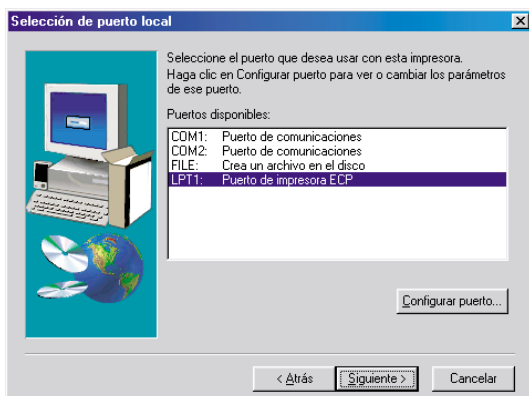 Selección de puerto local
Seleccione el puerto que desea usar con esta impresora.
Haga clic en Configurar puerto para ver o cambiar los parámetros
de ese puerto.
Puertos disponibles:
COM1: Puerto de comunicaciones
COM2: Puerto de comunicaciones
FILE: Crea un archivo en el disco
LPT1: Puerto de impresora ECP
Configurar puerto...
< Atrás Siguiente > Cancelar